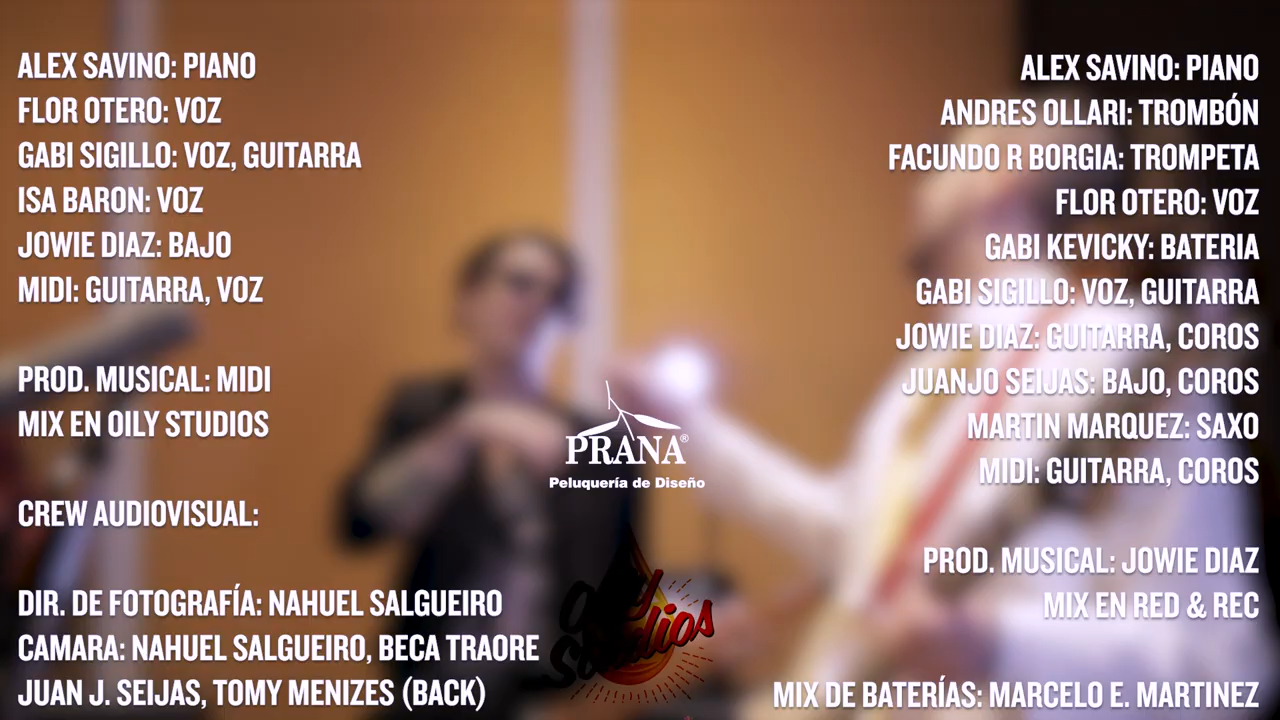 ALEX SAVINO: PIANO
FLOR OTERO: VOZ
GABI SIGILLO: VOZ, GUITARRA
ISA BARON: VOZ
JOWIE DIAZ: BAJO
MIDI: GUITARRA, VOZ
PROD. MUSICAL: MIDI
MIX EN OILY STUDIOS
CREW AUDIOVISUAL:
DIR. DE FOTOGRAFÍA: NAHUEL SALGUEIRO
CAMARA: NAHUEL SALGUEIRO, BECA TRAORE
JUAN J. SEIJAS, TOMY MENIZES (BACK)
PRANA®
Peluquería de Diseño
Oily
Studios
ALEX SAVINO: PIANO
ANDRES OLLARI: TROMBÓN
FACUNDO R BORGIA: TROMPETA
FLOR OTERO: VOZ
GABI KEVICKY: BATERIA
GABI SIGILLO: VOZ, GUITARRA
JOWIE DIAZ: GUITARRA, COROS
JUANJO SEIJAS: BAJO, COROS
MARTIN MARQUEZ: SAXO
MIDI: GUITARRA, COROS
PROD. MUSICAL: JOWIE DIAZ
MIX EN RED & REC
MIX DE BATERÍAS: MARCELO E. MARTINEZ